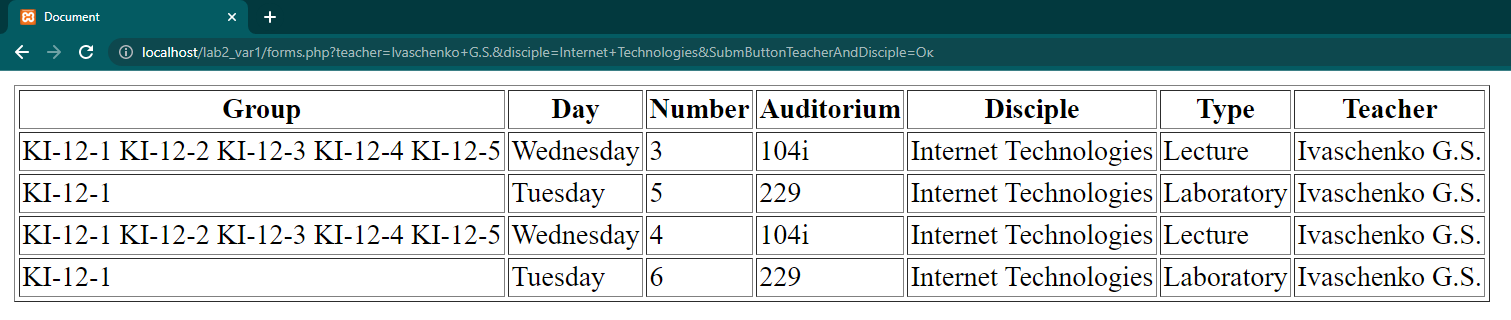 Document
localhost/lab2_var1/forms.php?teacher=Ivaschenko+G.S.&disciple=Internet+Technologies&SubmButtonTeacherAndDisciple=Ок
Group Day Number Auditorium Disciple Type Teacher
KI-12-1 KI-12-2 KI-12-3 KI-12-4 KI-12-5 Wednesday 3 104i Internet Technologies Lecture Ivaschenko G.S.
KI-12-1 Tuesday 5 229 Internet Technologies Laboratory Ivaschenko G.S.
KI-12-1 KI-12-2 KI-12-3 KI-12-4 KI-12-5 Wednesday 4 104i Internet Technologies Lecture Ivaschenko G.S.
KI-12-1 Tuesday 6 229 Internet Technologies Laboratory Ivaschenko G.S.